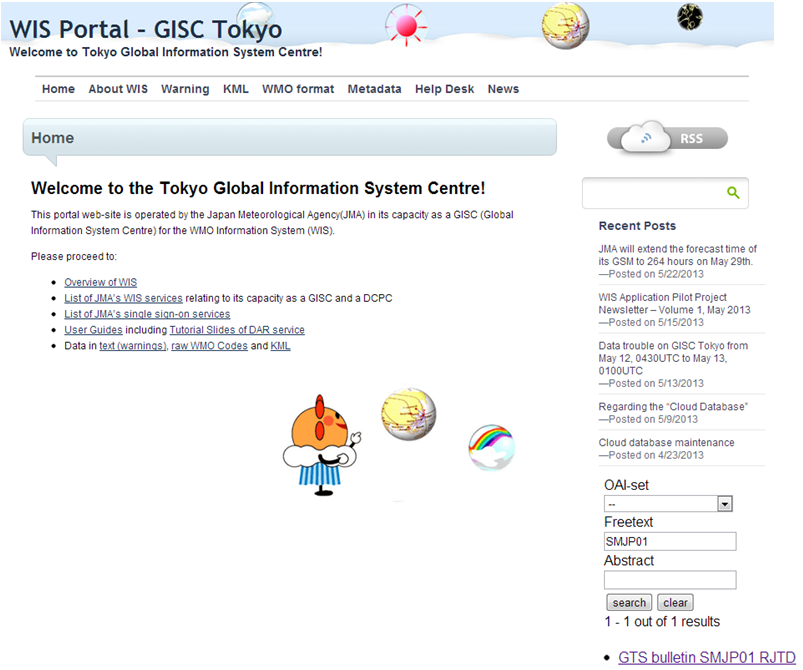 WIS Portal - GISC Tokyo
Welcome to Tokyo Global Information System Centre!
Home About WIS Warning KML WMO format Metadata Help Desk News
Home
Welcome to the Tokyo Global Information System Centre!
This portal web-site is operated by the Japan Meteorological Agency(JMA) in its capacity as a GISC (Global
Information System Centre) for the WMO Information System (WIS).
Please proceed to:
• Overview of WIS
• List of JMA's WIS services relating to its capacity as a GISC and a DCPC
• List of JMA's single sign-on services
• User Guides including Tutorial Slides of DAR service
• Data in text (warnings), raw WMO Codes and KML
RSS
Recent Posts
JMA will extend the forecast time of
its GSM to 264 hours on May 29th.
—Posted on 5/22/2013
WIS Application Pilot Project
Newsletter – Volume 1, May 2013
—Posted on 5/15/2013
Data trouble on GISC Tokyo from
May 12, 0430UTC to May 13,
0100UTC
—Posted on 5/13/2013
Regarding the “Cloud Database”
—Posted on 5/9/2013
Cloud database maintenance
—Posted on 4/23/2013
OAI-set
--
Freetext
SMJP01
Abstract
search clear
1 - 1 out of 1 results
• GTS bulletin SMJP01 RJTD